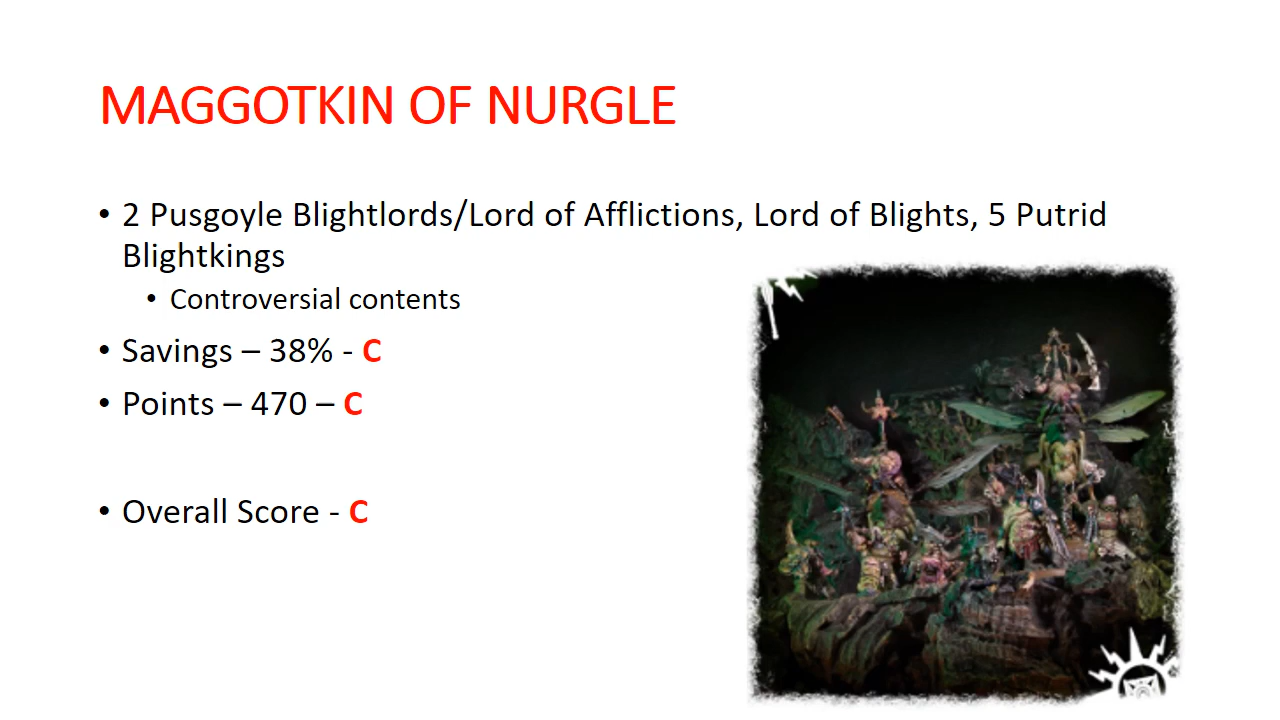 MAGGOTKIN OF NURGLE
• 2 Pusgoyle Blightlords/Lord of Afflictions, Lord of Blights, 5 Putrid
Blightkings
• Controversial contents
• Savings – 38% - C
• Points – 470 – C
• Overall Score - C